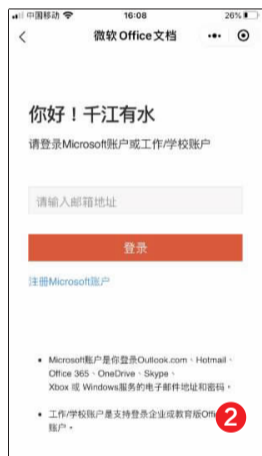 中国移动 16:08 26%
微软 Office 文档
你好！千江有水
请登录Microsoft账户或工作/学校账户
请输入邮箱地址
登录
注册Microsoft账户
• Microsoft账户是你登录Outlook.com、Hotmail、
Office 365、OneDrive、Skype、
Xbox 或 Windows服务的电子邮件地址和密码。
• 工作/学校账户是支持登录企业或教育版Off
账户。
2